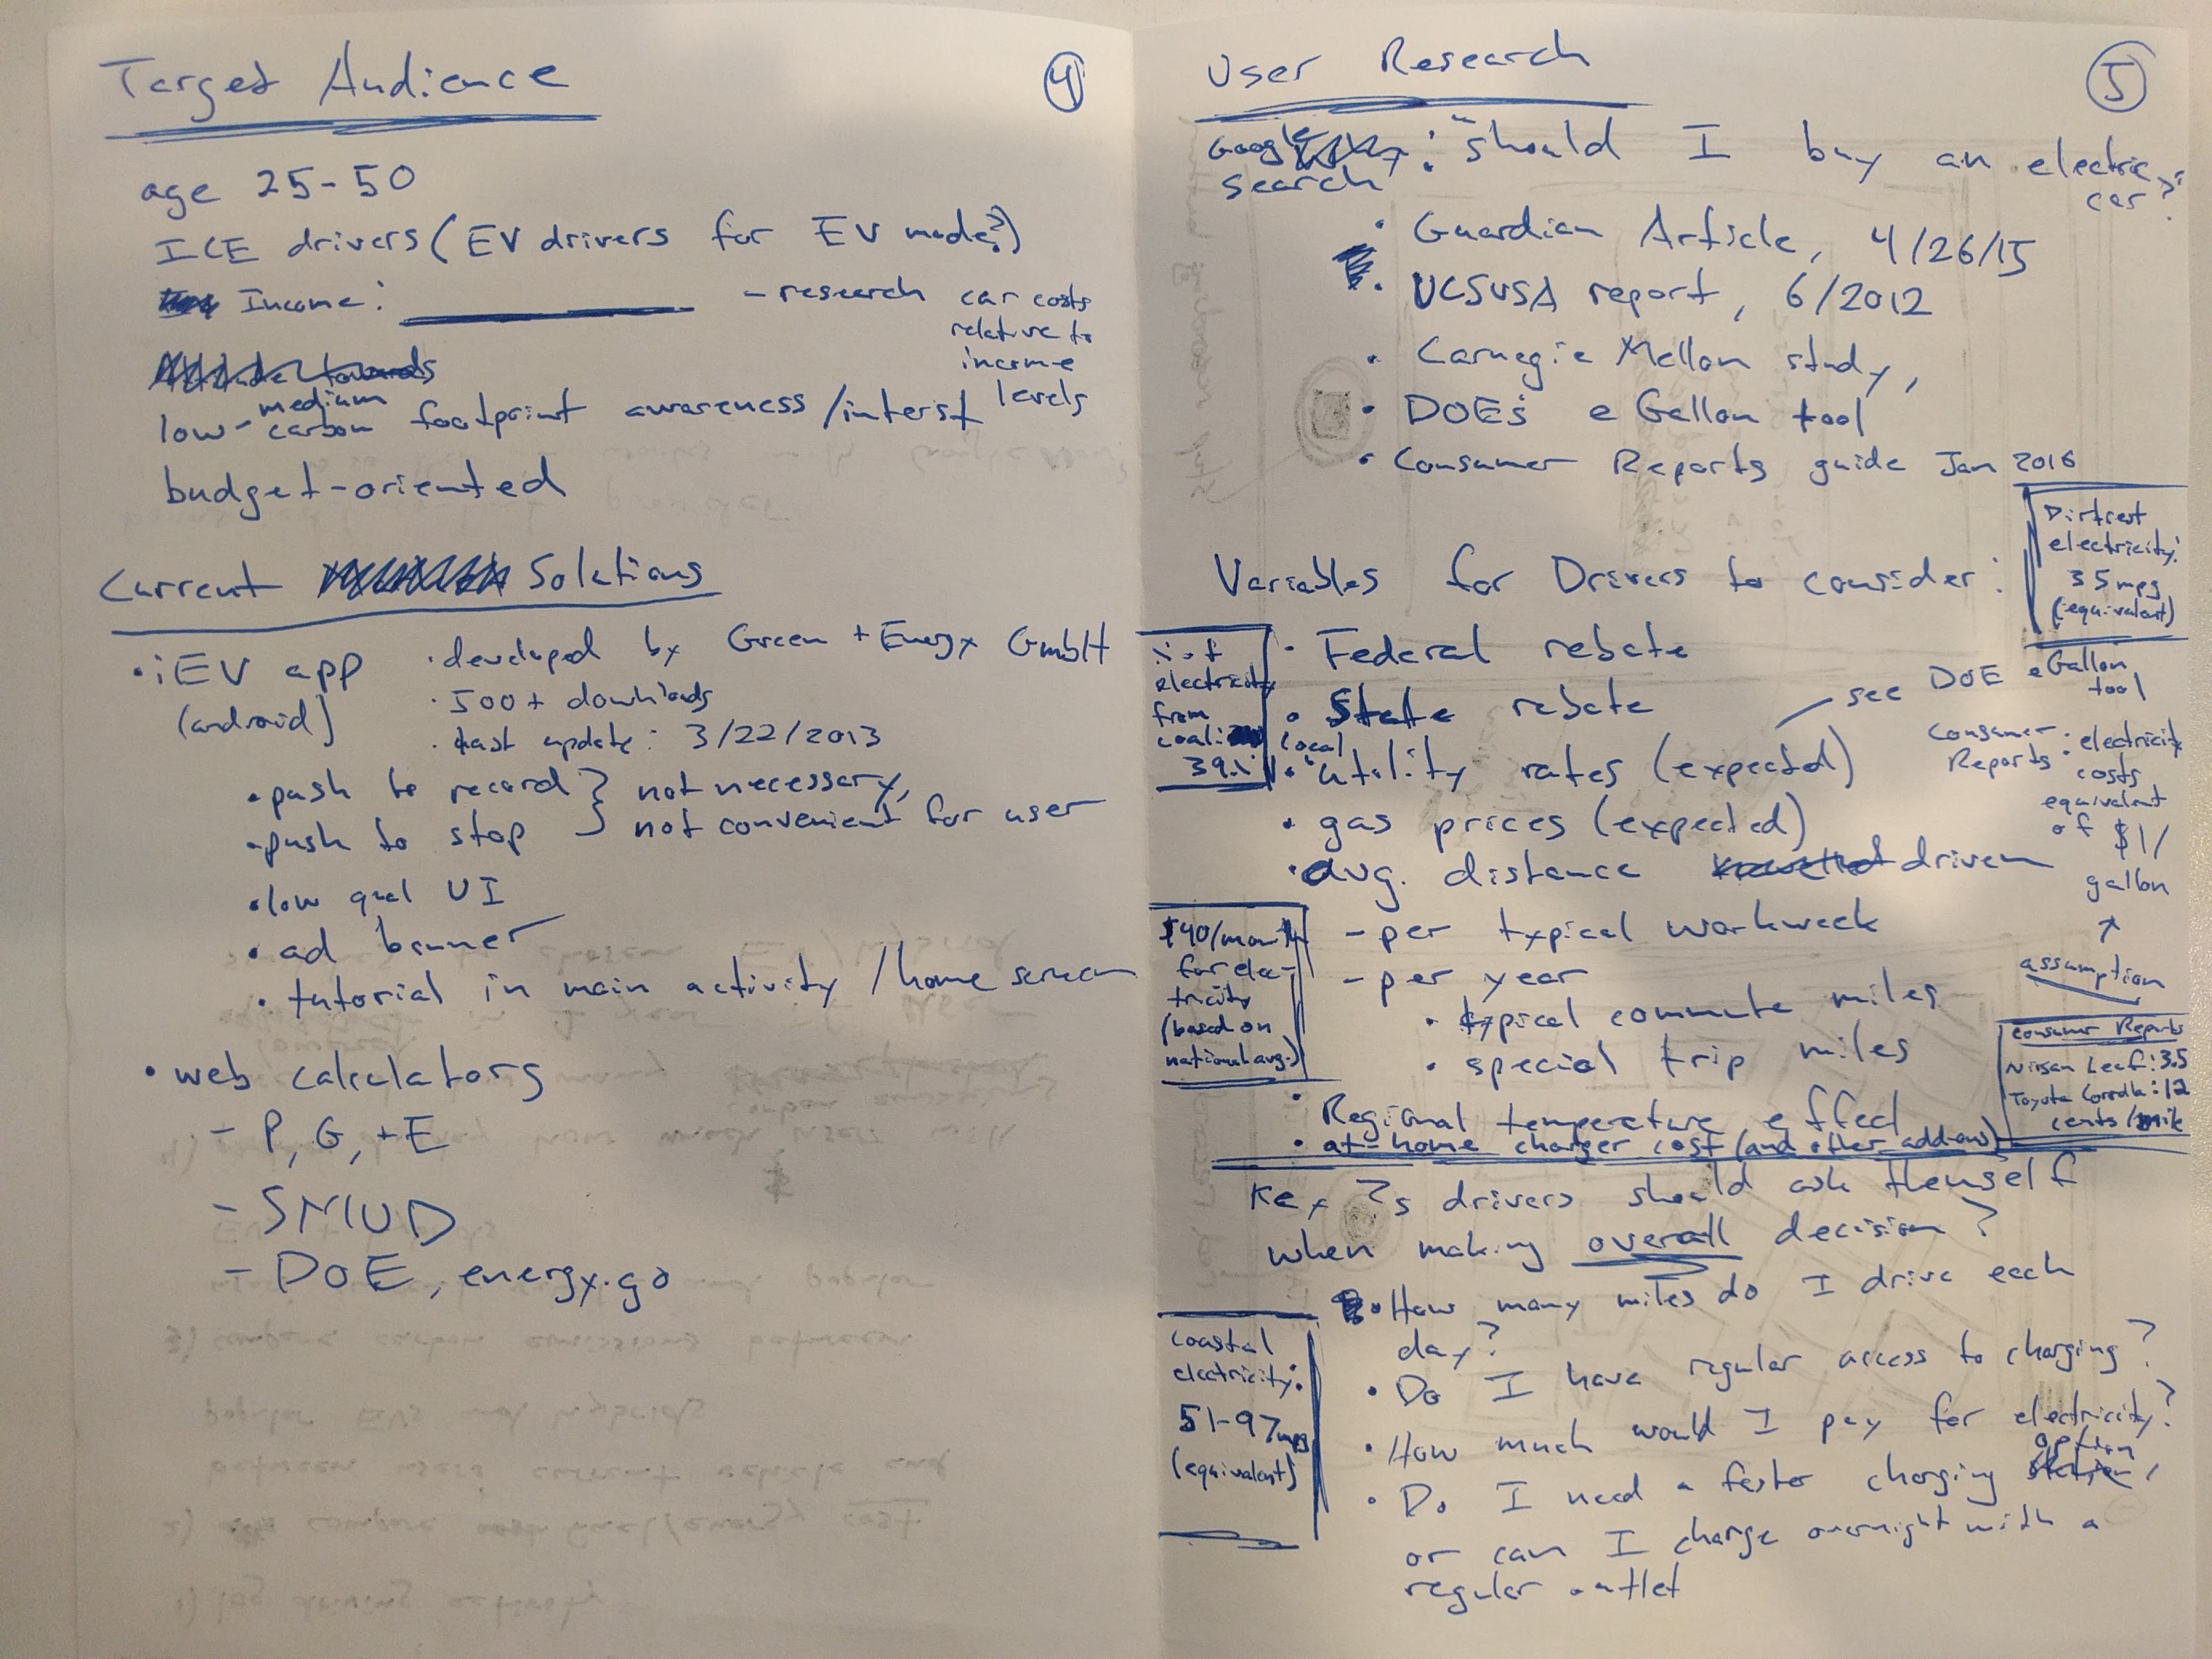 Target Audience
4
age 25-50
ICE drivers (EV drivers for EV mode?)
Income: - research car costs
relative to
income
levels
low-medium
carbon footprint awareness/interst
budget-oriented
Current Solutions
• iEV app
(android)
• developed by Green + Energy GmbH
• 500+ downloads
• last update: 3/22/2013
• push to record } not necessary,
• push to stop } not convenient for user
• low qual UI
• ad banner
• tutorial in main activity / home screen
• web calculators
- P, G, + E
- SMUD
- DOE, energy.go
User Research
5
Google
search : "should I buy an electric
car?"
• Guardian Article, 4/26/15
• UCSUSA report, 6/2012
• Carnegie Mellon study,
• DOE's eGallon tool
• Consumer Reports guide Jan 2016
Dirtiest
electricity:
35 mpg
(equivalent)
Variables for Drivers to consider:
• Federal rebate
• State rebate
• local utility rates (expected)
see DOE eGallon
tool
Consumer
Reports : electricity
costs
equivalent
of $1/
gallon
↑
assumption
electricity
from
coal:
39.1
• gas prices (expected)
• avg. distance driven
- per typical workweek
- per year
• typical commute miles
• special trip miles
$40/month
for elec-
tricity
(based on
national avg.)
Consumer Reports
Nissan Leaf: 3.5
Toyota Corolla: 12
cents/mile
• Regional temperature effect
• at-home charger cost (and other add-ons)
Key ?s drivers should ask themself
when making overall decision?
• How many miles do I drive each
day?
• Do I have regular access to charging?
• How much would I pay for electricity?
• Do I need a faster charging option,
or can I charge overnight with a
regular outlet
Coastal
electricity:
51-97 mpg
(equivalent)